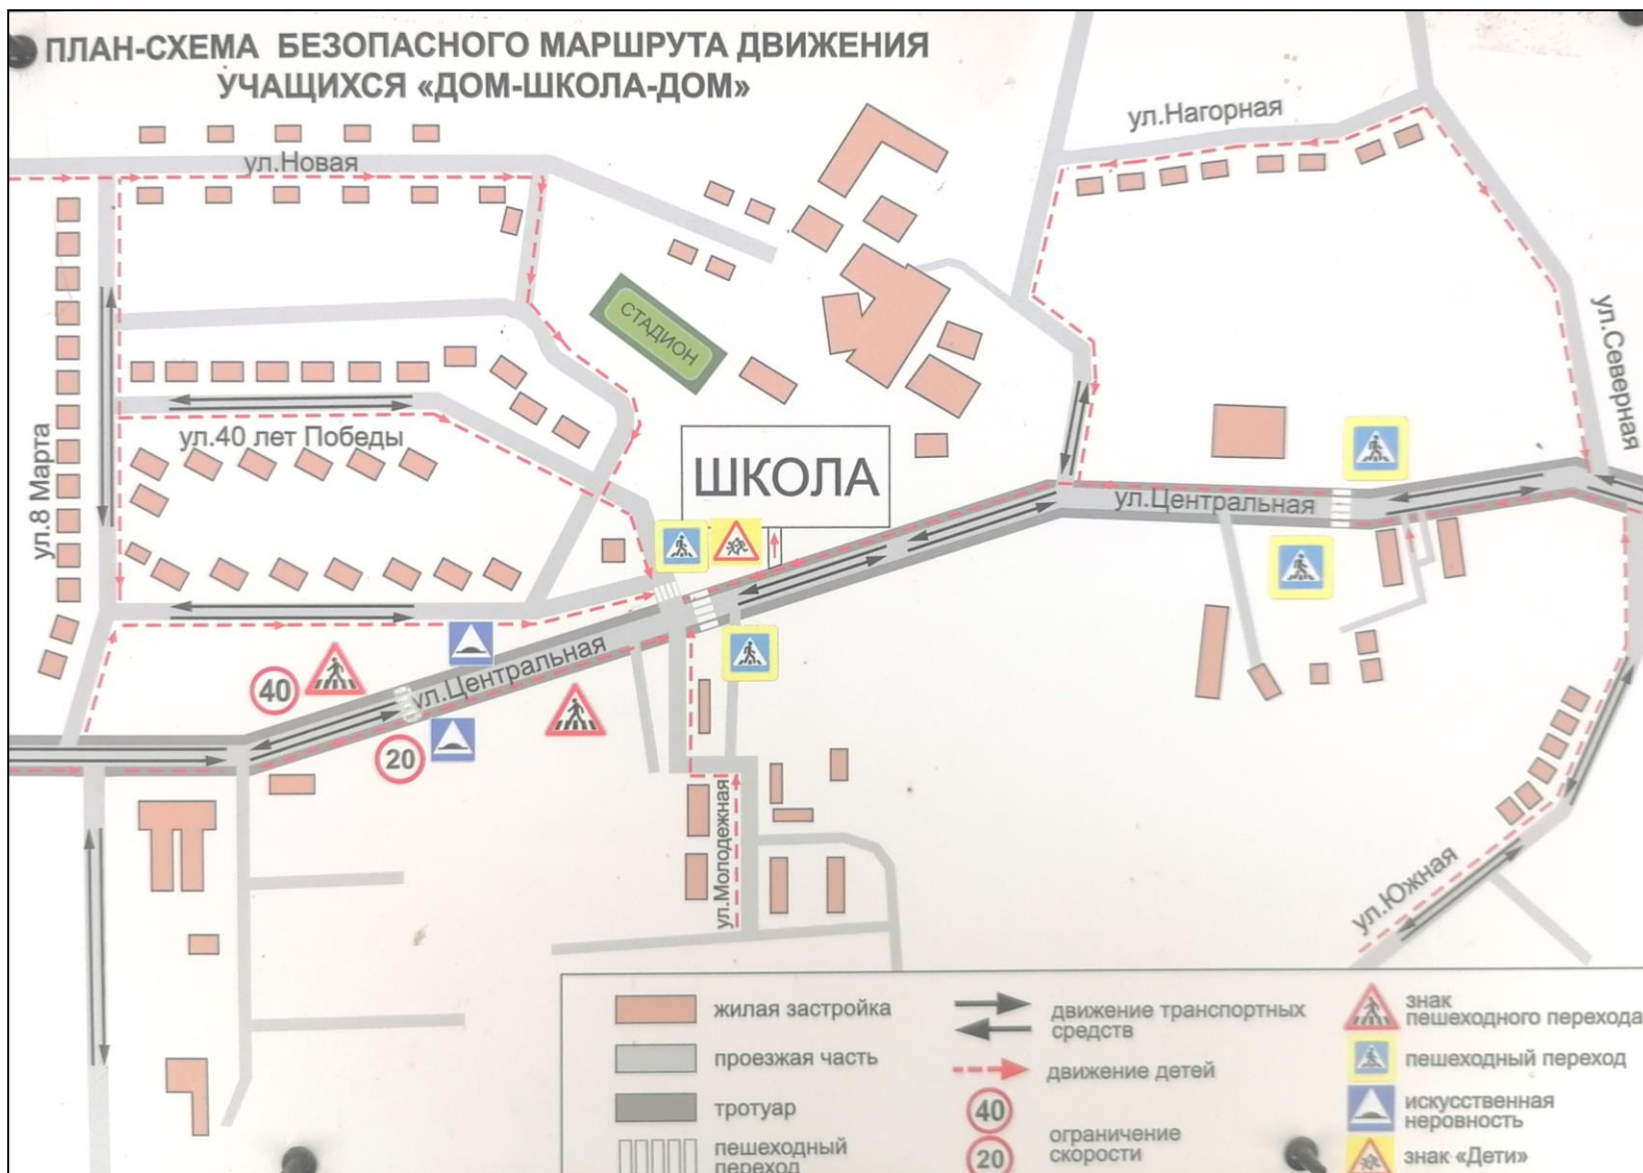 ПЛАН-СХЕМА БЕЗОПАСНОГО МАРШРУТА ДВИЖЕНИЯ
УЧАЩИХСЯ «ДОМ-ШКОЛА-ДОМ»
ул.Нагорная
ул.Новая
СТАДИОН
ул.Северная
ул.8 Марта
ул.40 лет Победы
ШКОЛА
ул.Центральная
ул.Центральная
40
20
ул.Молодежная
ул.Южная
жилая застройка
проезжая часть
тротуар
пешеходный
переход
движение транспортных
средств
движение детей
40
20
ограничение
скорости
знак
пешеходного перехода
пешеходный переход
искусственная
неровность
знак «Дети»